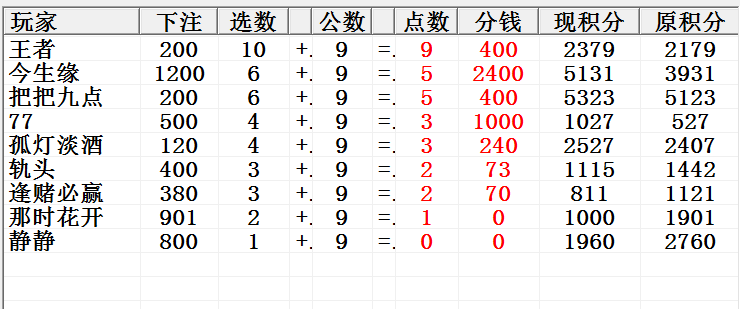 玩家 下注 选数 公数 点数 分钱 现积分 原积分
王者 200 10 +. 9 =. 9 400 2379 2179
今生缘 1200 6 +. 9 =. 5 2400 5131 3931
把把九点 200 6 +. 9 =. 5 400 5323 5123
77 500 4 +. 9 =. 3 1000 1027 527
孤灯淡酒 120 4 +. 9 =. 3 240 2527 2407
轨头 400 3 +. 9 =. 2 73 1115 1442
逢赌必赢 380 3 +. 9 =. 2 70 811 1121
那时花开 901 2 +. 9 =. 1 0 1000 1901
静静 800 1 +. 9 =. 0 0 1960 2760